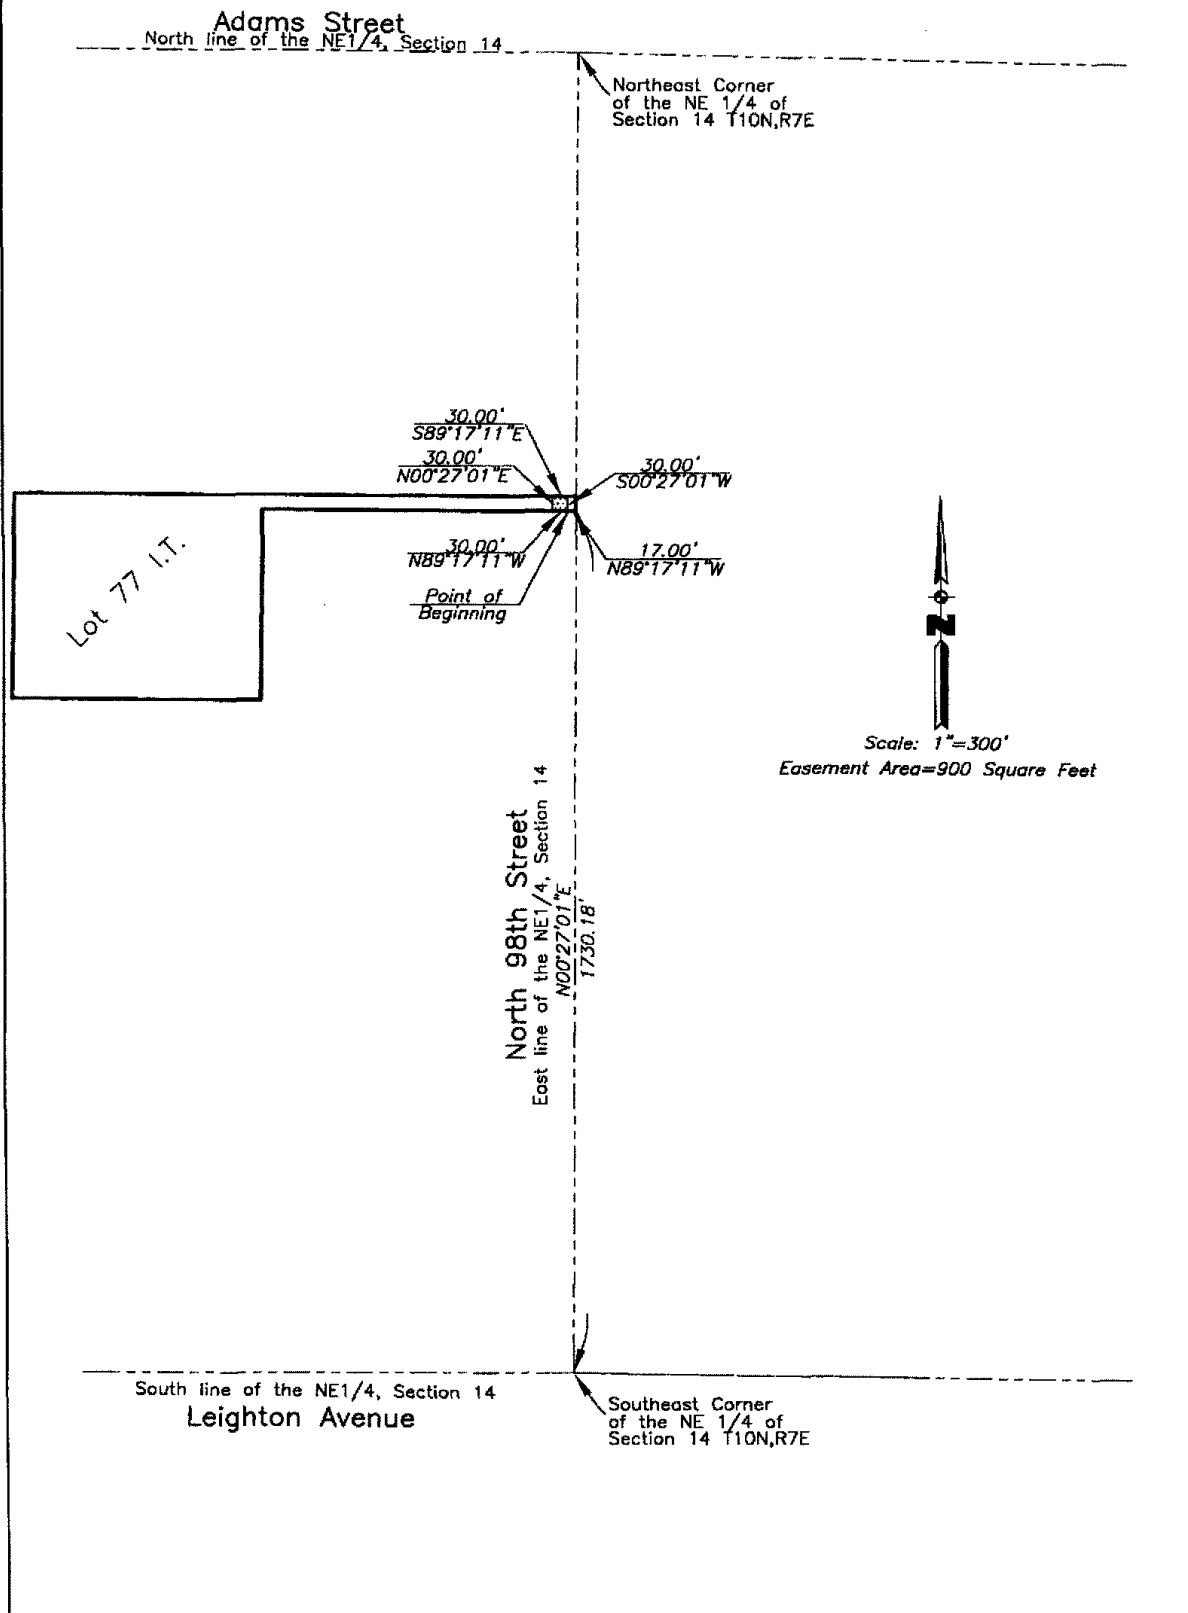 Adams Street
North line of the NE1/4, Section 14
Northeast Corner
of the NE 1/4 of
Section 14 T10N,R7E
30.00'
S89°17'11"E
30.00'
N00°27'01"E
30.00'
S00°27'01"W
Lot 77 I.T.
30.00'
N89°17'11"W
17.00'
N89°17'11"W
Point of
Beginning
N
Scale: 1"=300'
Easement Area=900 Square Feet
North 98th Street
East line of the NE1/4, Section 14
N00°27'01"E
1730.18'
South line of the NE1/4, Section 14
Leighton Avenue
Southeast Corner
of the NE 1/4 of
Section 14 T10N,R7E